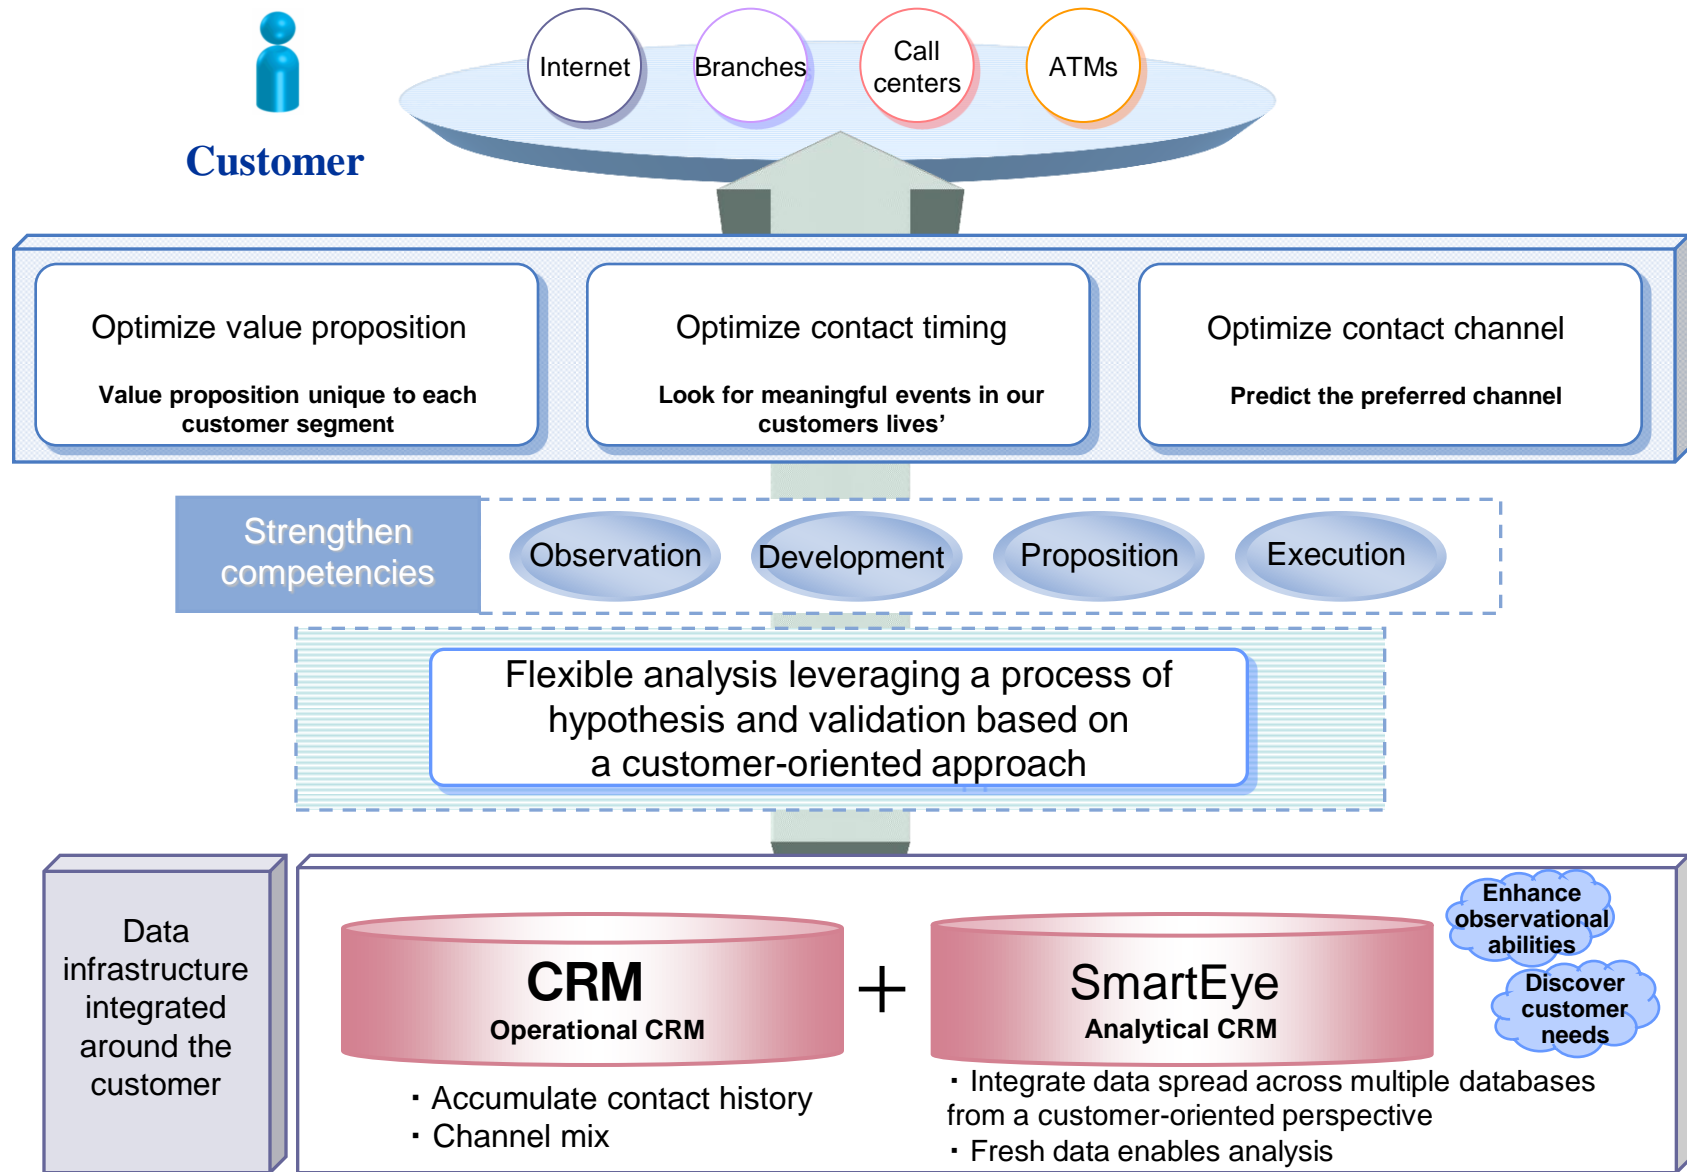 Internet
Branches
Call
centers
ATMs
Customer
Optimize value proposition
Value proposition unique to each
customer segment
Optimize contact timing
Look for meaningful events in our
customers lives’
Optimize contact channel
Predict the preferred channel
Strengthen
competencies
Observation
Development
Proposition
Execution
Flexible analysis leveraging a process of
hypothesis and validation based on
a customer-oriented approach
Data
infrastructure
integrated
around the
customer
CRM
Operational CRM
・Accumulate contact history
・Channel mix
+
SmartEye
Analytical CRM
・Integrate data spread across multiple databases
from a customer-oriented perspective
・Fresh data enables analysis
Enhance
observational
abilities
Discover
customer
needs